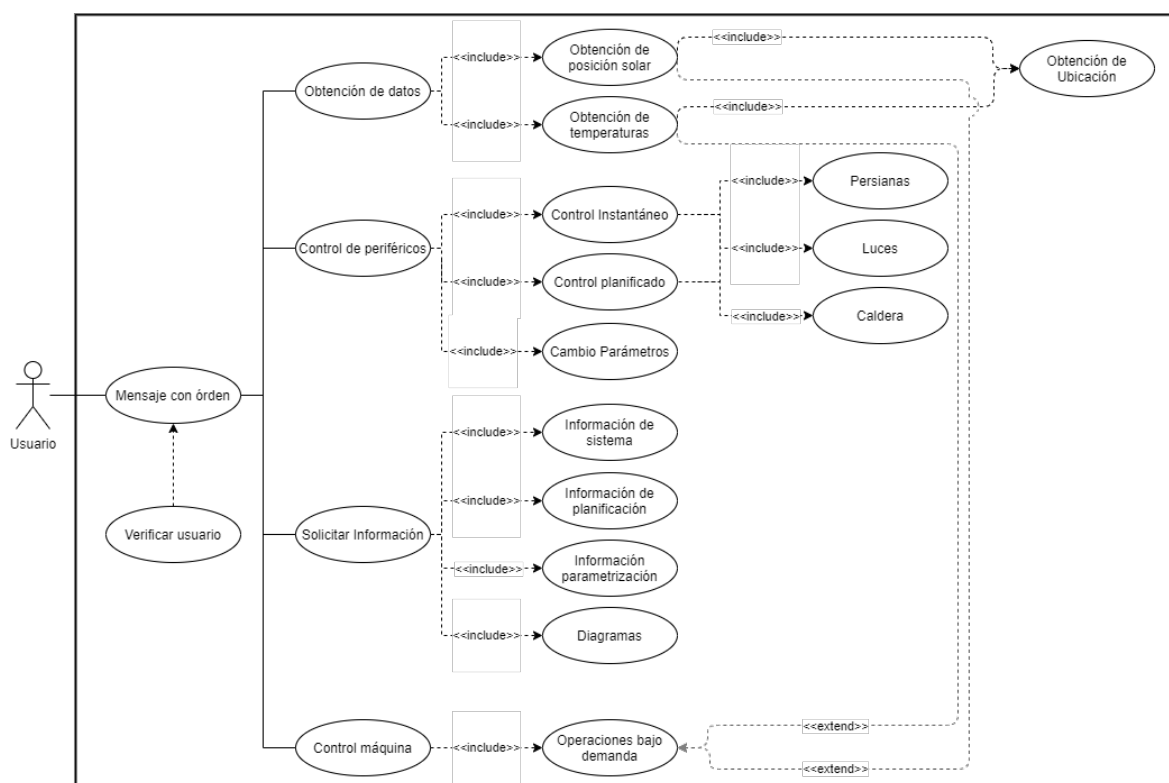 <<include>>
Obtención de
posición solar
<<include>>
Obtención de
Ubicación
Obtención de datos
<<include>>
Obtención de
temperaturas
<<include>>
<<include>>
Persianas
Control de periféricos
<<include>>
Control Instantáneo
<<include>>
Luces
<<include>>
Control planificado
<<include>>
Caldera
<<include>>
Cambio Parámetros
Usuario
Mensaje con órden
Verificar usuario
<<include>>
Información de
sistema
<<include>>
Información de
planificación
Solicitar Información
<<include>>
Información
parametrización
<<include>>
Diagramas
Control máquina
<<include>>
Operaciones bajo
demanda
<<extend>>
<<extend>>